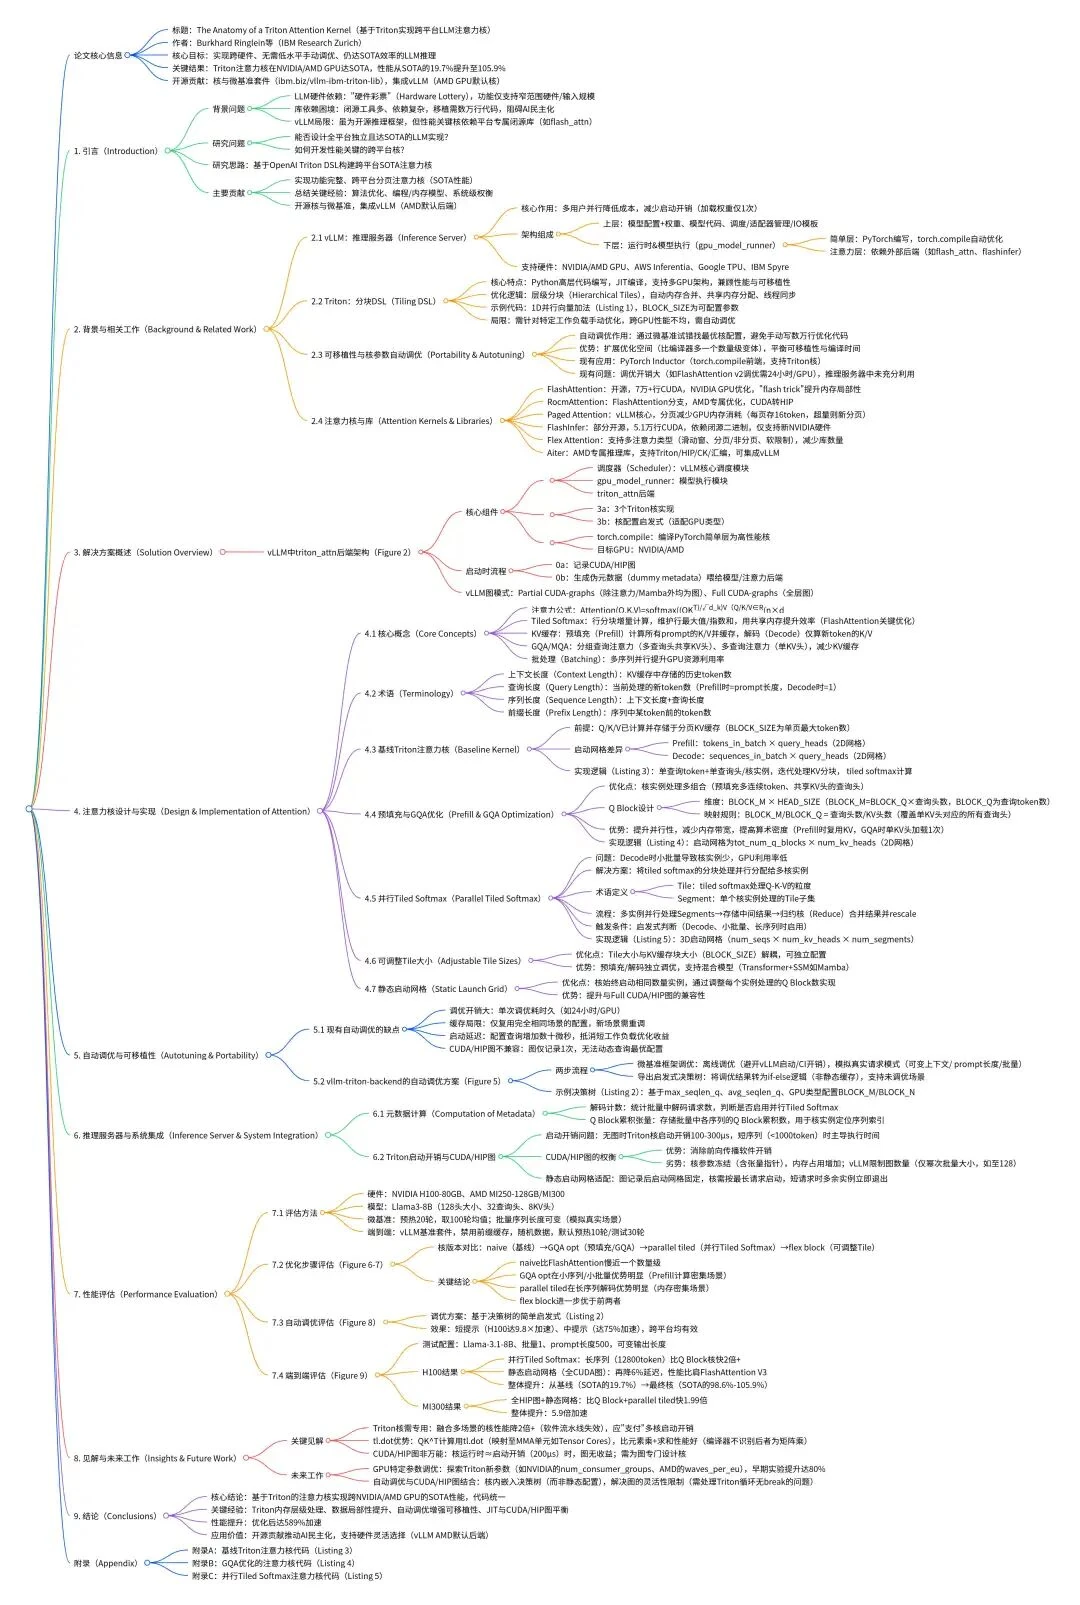 论文核心信息
标题：The Anatomy of a Triton Attention Kernel（基于Triton实现跨平台LLM注意力核）
作者：Burkhard Ringlein等（IBM Research Zurich）
核心目标：实现跨硬件、无需低水平手动调优、仍达SOTA效率的LLM推理
关键结果：Triton注意力核在NVIDIA/AMD GPU达SOTA，性能从SOTA的19.7%提升至105.9%
开源贡献：核与微基准套件（ibm.biz/vllm-ibm-triton-lib），集成vLLM（AMD GPU默认核）
1. 引言（Introduction）
背景问题
LLM硬件依赖："硬件彩票"（Hardware Lottery），功能仅支持窄范围硬件/输入规模
库依赖困境：闭源工具多、依赖复杂，移植需数万行代码，阻碍AI民主化
vLLM局限：虽为开源推理框架，但性能关键核依赖平台专属闭源库（如flash_attn）
研究问题
能否设计全平台独立且达SOTA的LLM实现？
如何开发性能关键的跨平台核？
研究思路：基于OpenAI Triton DSL构建跨平台SOTA注意力核
主要贡献
实现功能完整、跨平台分页注意力核（SOTA性能）
总结关键经验：算法优化、编程/内存模型、系统级权衡
开源核与微基准，集成vLLM（AMD默认后端）
2. 背景与相关工作（Background & Related Work）
2.1 vLLM：推理服务器（Inference Server）
核心作用：多用户并行降低成本，减少启动开销（加载权重仅1次）
架构组成
上层：模型配置+权重、模型代码、调度/适配器管理/IO模板
下层：运行时&模型执行（gpu_model_runner）
简单层：PyTorch编写，torch.compile自动优化
注意力层：依赖外部后端（如flash_attn、flashinfer）
支持硬件：NVIDIA/AMD GPU、AWS Inferentia、Google TPU、IBM Spyre
2.2 Triton：分块DSL（Tiling DSL）
核心特点：Python高层代码编写，JIT编译，支持多GPU架构，兼顾性能与可移植性
优化逻辑：层级分块（Hierarchical Tiles），自动内存合并、共享内存分配、线程同步
示例代码：1D并行向量加法（Listing 1），BLOCK_SIZE为可配置参数
局限：需针对特定工作负载手动优化，跨GPU性能不均，需自动调优
2.3 可移植性与核参数自动调优（Portability & Autotuning）
自动调优作用：通过微基准试错找最优核配置，避免手动写数万行优化代码
优势：扩展优化空间（比编译器多一个数量级变体），平衡可移植性与编译时间
现有应用：PyTorch Inductor（torch.compile前端，支持Triton核）
现有问题：调优开销大（如FlashAttention v2调优需24小时/GPU），推理服务器中未充分利用
2.4 注意力核与库（Attention Kernels & Libraries）
FlashAttention：开源，7万+行CUDA，NVIDIA GPU优化，"flash trick"提升内存局部性
RocmAttention：FlashAttention分支，AMD专属优化，CUDA转HIP
Paged Attention：vLLM核心，分页减少GPU内存消耗（每页存16token，超量则新分页）
FlashInfer：部分开源，5.1万行CUDA，依赖闭源二进制，仅支持新NVIDIA硬件
Flex Attention：支持多注意力类型（滑动窗、分页/非分页、软限制），减少库数量
Aiter：AMD专属推理库，支持Triton/HIP/CK/汇编，可集成vLLM
3. 解决方案概述（Solution Overview）
vLLM中triton_attn后端架构（Figure 2）
核心组件
调度器（Scheduler）：vLLM核心调度模块
gpu_model_runner：模型执行模块
triton_attn后端
3a：3个Triton核实现
3b：核配置启发式（适配GPU类型）
torch.compile：编译PyTorch简单层为高性能核
目标GPU：NVIDIA/AMD
启动时流程
0a：记录CUDA/HIP图
0b：生成伪元数据（dummy metadata）喂给模型/注意力后端
vLLM图模式：Partial CUDA-graphs（除注意力/Mamba外均为图）、Full CUDA-graphs（全层图）
4. 注意力核设计与实现（Design & Implementation of Attention）
4.1 核心概念（Core Concepts）
注意力公式：Attention(Q,K,V)=softmax((QK^T)/√d_k)V（Q/K/V∈R^{n×d
Tiled Softmax：行分块增量计算，维护行最大值/指数和，用共享内存提升效率（FlashAttention关键优化）
KV缓存：预填充（Prefill）计算所有prompt的K/V并缓存，解码（Decode）仅算新token的K/V
GQA/MQA：分组查询注意力（多查询头共享KV头）、多查询注意力（单KV头），减少KV缓存
批处理（Batching）：多序列并行提升GPU资源利用率
4.2 术语（Terminology）
上下文长度（Context Length）：KV缓存中存储的历史token数
查询长度（Query Length）：当前处理的新token数（Prefill时=prompt长度，Decode时=1）
序列长度（Sequence Length）：上下文长度+查询长度
前缀长度（Prefix Length）：序列中某token前的token数
4.3 基线Triton注意力核（Baseline Kernel）
前提：Q/K/V已计算并存储于分页KV缓存（BLOCK_SIZE为单页最大token数）
启动网格差异
Prefill：tokens_in_batch × query_heads（2D网格）
Decode：sequences_in_batch × query_heads（2D网格）
实现逻辑（Listing 3）：单查询token+单查询头/核实例，迭代处理KV分块，tiled softmax计算
4.4 预填充与GQA优化（Prefill & GQA Optimization）
优化点：核实例处理多组合（预填充多连续token、共享KV头的查询头）
Q Block设计
维度：BLOCK_M × HEAD_SIZE（BLOCK_M=BLOCK_Q×查询头数，BLOCK_Q为查询token数）
映射规则：BLOCK_M/BLOCK_Q = 查询头数/KV头数（覆盖单KV头对应的所有查询头）
优势：提升并行性，减少内存带宽，提高算术密度（Prefill时复用KV，GQA时单KV头加载1次）
实现逻辑（Listing 4）：启动网格为tot_num_q_blocks × num_kv_heads（2D网格）
4.5 并行Tiled Softmax（Parallel Tiled Softmax）
问题：Decode时小批量导致核实例少，GPU利用率低
解决方案：将tiled softmax的分块处理并行分配给多核实例
术语定义
Tile：tiled softmax处理Q-K-V的粒度
Segment：单个核实例处理的Tile子集
流程：多实例并行处理Segments→存储中间结果→归约核（Reduce）合并结果并rescale
触发条件：启发式判断（Decode、小批量、长序列时启用）
实现逻辑（Listing 5）：3D启动网格（num_seqs × num_kv_heads × num_segments）
4.6 可调整Tile大小（Adjustable Tile Sizes）
优化点：Tile大小与KV缓存块大小（BLOCK_SIZE）解耦，可独立配置
优势：预填充/解码独立调优，支持混合模型（Transformer+SSM如Mamba）
4.7 静态启动网格（Static Launch Grid）
优化点：核始终启动相同数量实例，通过调整每个实例处理的Q Block数实现
优势：提升与Full CUDA/HIP图的兼容性
5. 自动调优与可移植性（Autotuning & Portability）
5.1 现有自动调优的缺点
调优开销大：单次调优耗时久（如24小时/GPU）
缓存局限：仅复用完全相同场景的配置，新场景需重调
启动延迟：配置查询增加数十微秒，抵消短工作负载优化收益
CUDA/HIP图不兼容：图仅记录1次，无法动态查询最优配置
5.2 vllm-triton-backend的自动调优方案（Figure 5）
两步流程
微基准框架调优：离线调优（避开vLLM启动/CI开销），模拟真实请求模式（可变上下文/ prompt长度/批量）
导出启发式决策树：将调优结果转为if-else逻辑（非静态缓存），支持未调优场景
示例决策树（Listing 2）：基于max_seqlen_q、avg_seqlen_q、GPU类型配置BLOCK_M/BLOCK_N
6. 推理服务器与系统集成（Inference Server & System Integration）
6.1 元数据计算（Computation of Metadata）
解码计数：统计批量中解码请求数，判断是否启用并行Tiled Softmax
Q Block累积张量：存储批量中各序列的Q Block累积数，用于核实例定位序列索引
6.2 Triton启动开销与CUDA/HIP图
启动开销问题：无图时Triton核启动开销100-300μs，短序列（<1000token）时主导执行时间
CUDA/HIP图的权衡
优势：消除前向传播软件开销
劣势：核参数冻结（含张量指针），内存占用增加；vLLM限制图数量（仅幂次批量大小，如至128）
静态启动网格适配：图记录后启动网格固定，核需按最长请求启动，短请求时多余实例立即退出
7. 性能评估（Performance Evaluation）
7.1 评估方法
硬件：NVIDIA H100-80GB、AMD MI250-128GB/MI300
模型：Llama3-8B（128头大小、32查询头、8KV头）
微基准：预热20轮，取100轮均值；批量序列长度可变（模拟真实场景）
端到端：vLLM基准套件，禁用前缀缓存，随机数据，默认预热10轮/测试30轮
7.2 优化步骤评估（Figure 6-7）
核版本对比：naive（基线）→GQA opt（预填充/GQA）→parallel tiled（并行Tiled Softmax）→flex block（可调整Tile）
关键结论
naive比FlashAttention慢近一个数量级
GQA opt在小序列/小批量优势明显（Prefill计算密集场景）
parallel tiled在长序列解码优势明显（内存密集场景）
flex block进一步优于前两者
7.3 自动调优评估（Figure 8）
调优方案：基于决策树的简单启发式（Listing 2）
效果：短提示（H100达9.8×加速）、中提示（达75%加速），跨平台均有效
7.4 端到端评估（Figure 9）
测试配置：Llama-3.1-8B、批量1、prompt长度500，可变输出长度
H100结果
并行Tiled Softmax：长序列（12800token）比Q Block核快2倍+
静态启动网格（全CUDA图）：再降6%延迟，性能比肩FlashAttention V3
整体提升：从基线（SOTA的19.7%）→最终核（SOTA的98.6%-105.9%）
MI300结果
全HIP图+静态网格：比Q Block+parallel tiled快1.99倍
整体提升：5.9倍加速
8. 见解与未来工作（Insights & Future Work）
关键见解
Triton核需专用：融合多场景的核性能降2倍+（软件流水线失效），应"支付"多核启动开销
tl.dot优势：QK^T计算用tl.dot（映射至MMA单元如Tensor Cores），比元素乘+求和性能好（编译器不识别后者为矩阵乘）
CUDA/HIP图非万能：核运行时≈启动开销（200μs）时，图无收益；需为图专门设计核
未来工作
GPU特定参数调优：探索Triton新参数（如NVIDIA的num_consumer_groups、AMD的waves_per_eu），早期实验提升达80%
自动调优与CUDA/HIP图结合：核内嵌入决策树（而非静态配置），解决图的灵活性限制（需处理Triton循环无break的问题）
9. 结论（Conclusions）
核心结论：基于Triton的注意力核实现跨NVIDIA/AMD GPU的SOTA性能，代码统一
关键经验：Triton内存层级处理、数据局部性提升、自动调优增强可移植性、JIT与CUDA/HIP图平衡
性能提升：优化后达589%加速
应用价值：开源贡献推动AI民主化，支持硬件灵活选择（vLLM AMD默认后端）
附录（Appendix）
附录A：基线Triton注意力核代码（Listing 3）
附录B：GQA优化的注意力核代码（Listing 4）
附录C：并行Tiled Softmax注意力核代码（Listing 5）